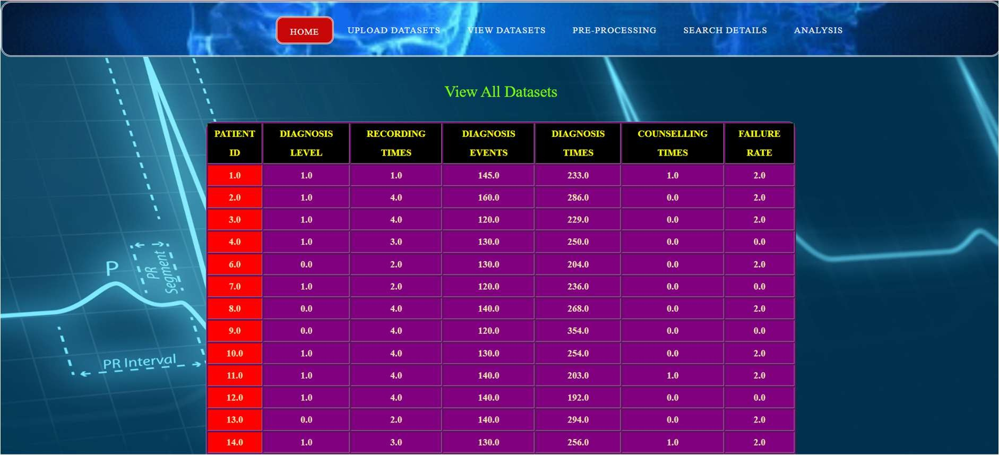 HOME UPLOAD DATASETS VIEW DATASETS PRE-PROCESSING SEARCH DETAILS ANALYSIS
View All Datasets
PATIENT ID DIAGNOSIS LEVEL RECORDING TIMES DIAGNOSIS EVENTS DIAGNOSIS TIMES COUNSELLING TIMES FAILURE RATE
1.0 1.0 1.0 145.0 233.0 1.0 2.0
2.0 1.0 4.0 160.0 286.0 0.0 2.0
3.0 1.0 4.0 120.0 229.0 0.0 2.0
4.0 1.0 3.0 130.0 250.0 0.0 0.0
6.0 0.0 2.0 130.0 204.0 0.0 2.0
7.0 1.0 2.0 120.0 236.0 0.0 0.0
8.0 0.0 4.0 140.0 268.0 0.0 2.0
9.0 0.0 4.0 120.0 354.0 0.0 0.0
10.0 1.0 4.0 130.0 254.0 0.0 2.0
11.0 1.0 4.0 140.0 203.0 1.0 2.0
12.0 1.0 4.0 140.0 192.0 0.0 0.0
13.0 0.0 2.0 140.0 294.0 0.0 2.0
14.0 1.0 3.0 130.0 256.0 1.0 2.0
P
PR
Segment
PR Interval